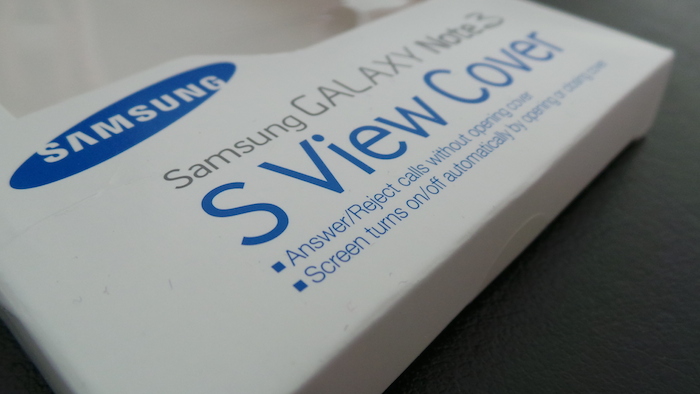 SAMSUNG
Samsung GALAXY Note 3
S View Cover
▪ Answer/Reject calls without opening cover
▪ Screen turns on/off automatically by opening or closing cover